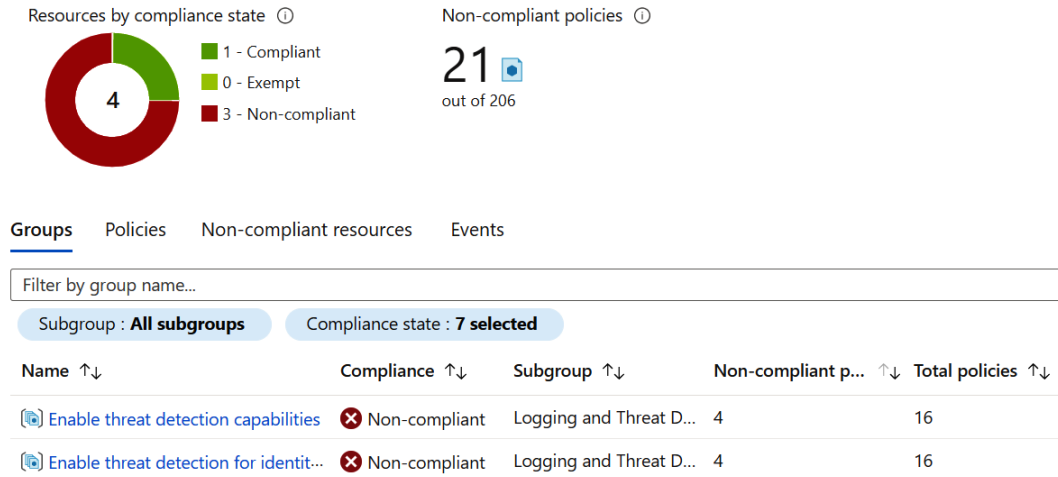 Resources by compliance state
1 - Compliant
0 - Exempt
3 - Non-compliant
4
Non-compliant policies
21
out of 206
Groups Policies Non-compliant resources Events
Filter by group name...
Subgroup : All subgroups Compliance state : 7 selected
Name ↑↓ Compliance ↑↓ Subgroup ↑↓ Non-compliant p... ↑↓ Total policies ↑↓
Enable threat detection capabilities Non-compliant Logging and Threat D... 4 16
Enable threat detection for identit... Non-compliant Logging and Threat D... 4 16